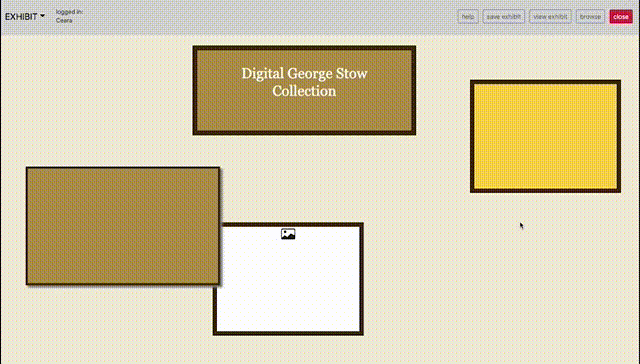 EXHIBIT
logged in:
Ceara
help
save exhibit
view exhibit
browse
close
Digital George Stow
Collection